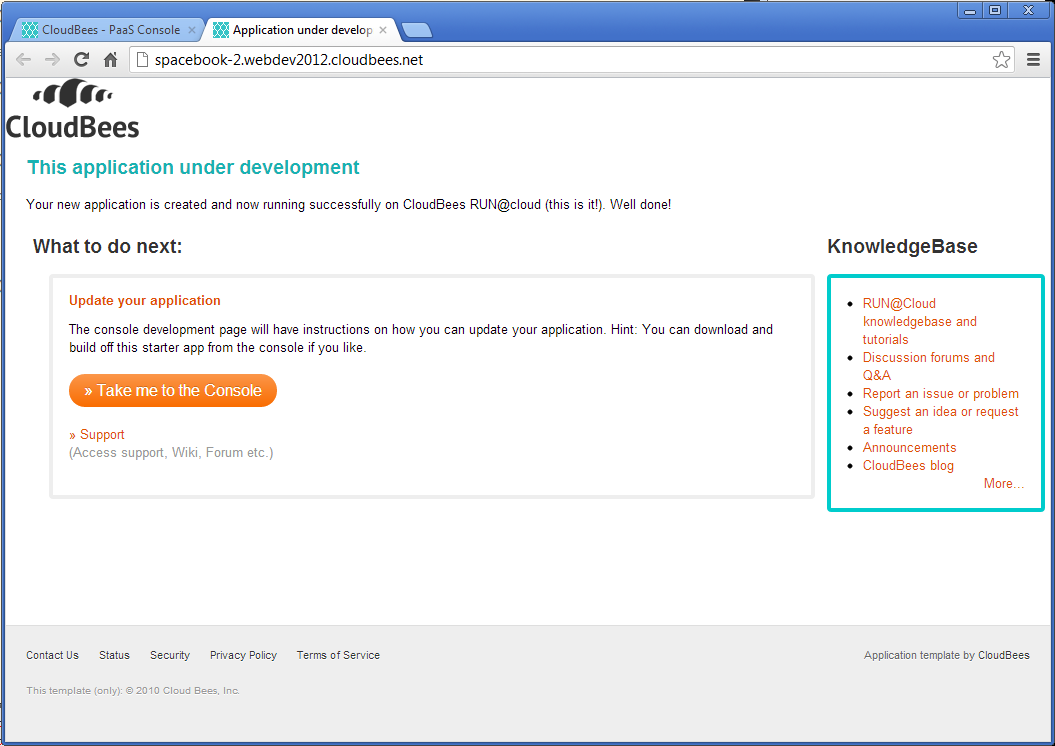 CloudBees - PaaS Console
Application under develop
spacebook-2.webdev2012.cloudbees.net
CloudBees
This application under development
Your new application is created and now running successfully on CloudBees RUN@cloud (this is it!). Well done!
What to do next:
Update your application
The console development page will have instructions on how you can update your application. Hint: You can download and
build off this starter app from the console if you like.
» Take me to the Console
» Support
(Access support, Wiki, Forum etc.)
KnowledgeBase
RUN@Cloud
knowledgebase and
tutorials
Discussion forums and
Q&A
Report an issue or problem
Suggest an idea or request
a feature
Announcements
CloudBees blog
More...
Contact Us Status Security Privacy Policy Terms of Service
Application template by CloudBees
This template (only): © 2010 Cloud Bees, Inc.